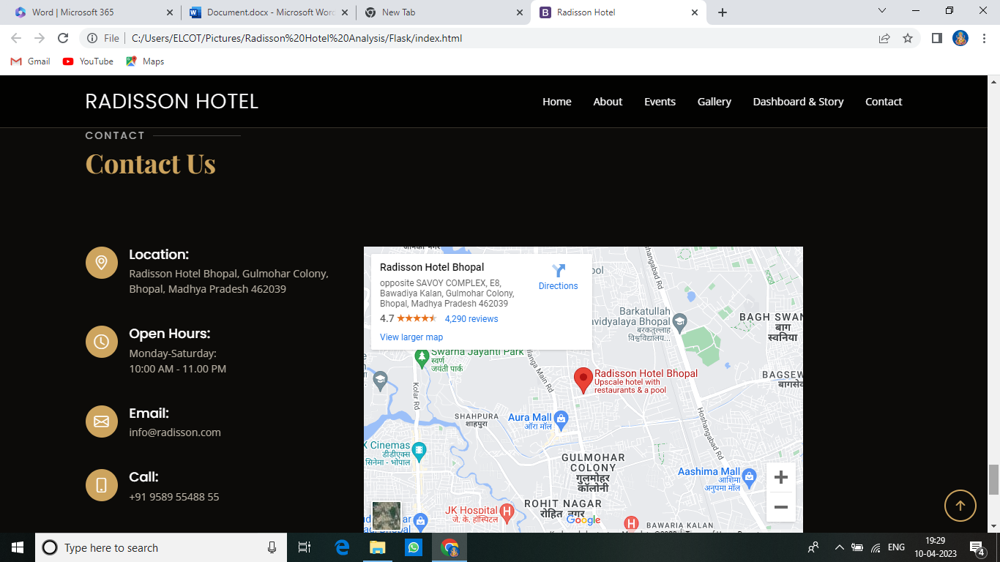 Word | Microsoft 365
Document.docx - Microsoft Word
New Tab
Radisson Hotel
File
C:/Users/ELCOT/Pictures/Radisson%20Hotel%20Analysis/Flask/index.html
Gmail
YouTube
Maps
RADISSON HOTEL
Home
About
Events
Gallery
Dashboard & Story
Contact
CONTACT
Contact Us
Location:
Radisson Hotel Bhopal, Gulmohar Colony,
Bhopal, Madhya Pradesh 462039
Open Hours:
Monday-Saturday:
10:00 AM - 11.00 PM
Email:
info@radisson.com
Call:
+91 9589 55488 55
Radisson Hotel Bhopal
opposite SAVOY COMPLEX, E8,
Bawadiya Kalan, Gulmohar Colony,
Bhopal, Madhya Pradesh 462039
4.7
4,290 reviews
View larger map
Directions
Hoshangabad Rd
Barkatullah
Bhopal
बरकतुल्लाह
विश्वविद्यालय...
BAGH SWAN
बाग
स्वनिया
Swarna Jayanti Park
स्वर्ण
जयंती पार्क
Main Rd
Kolar Rd
Radisson Hotel Bhopal
Upscale hotel with
restaurants & a pool
BAGSEW
SHAHPURA
शाहपुरा
Aura Mall
ऑरा मॉल
Hoshangabad Rd
X Cinemas
डीडीएक्स
सिनेमा - भोपाल
GULMOHAR
COLONY
गुलमोहर
कॉलोनी
Aashima Mall
आशिमा
अनुपमा मॉल
ROHIT NAGAR
रोहित नगर
JK Hospital
जे. के. हॉस्पिटल
Google
BAWARIA KALAN
Type here to search
ENG
19:29
10-04-2023
4